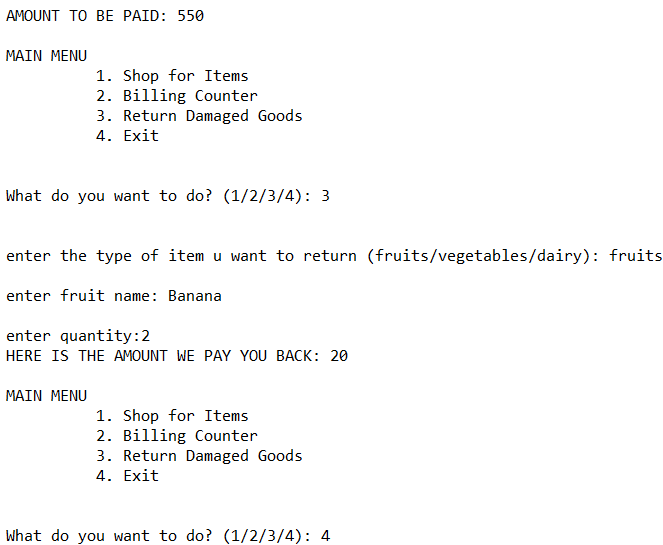 AMOUNT TO BE PAID: 550
MAIN MENU
1. Shop for Items
2. Billing Counter
3. Return Damaged Goods
4. Exit
What do you want to do? (1/2/3/4): 3
enter the type of item u want to return (fruits/vegetables/dairy): fruits
enter fruit name: Banana
enter quantity:2
HERE IS THE AMOUNT WE PAY YOU BACK: 20
MAIN MENU
1. Shop for Items
2. Billing Counter
3. Return Damaged Goods
4. Exit
What do you want to do? (1/2/3/4): 4